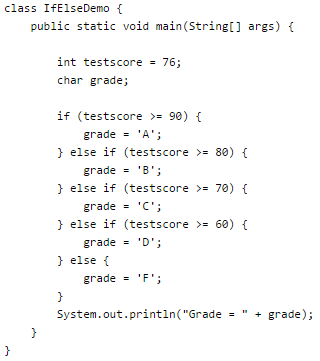 class IfElseDemo {
    public static void main(String[] args) {

        int testscore = 76;
        char grade;

        if (testscore >= 90) {
            grade = 'A';
        } else if (testscore >= 80) {
            grade = 'B';
        } else if (testscore >= 70) {
            grade = 'C';
        } else if (testscore >= 60) {
            grade = 'D';
        } else {
            grade = 'F';
        }
        System.out.println("Grade = " + grade);
    }
}